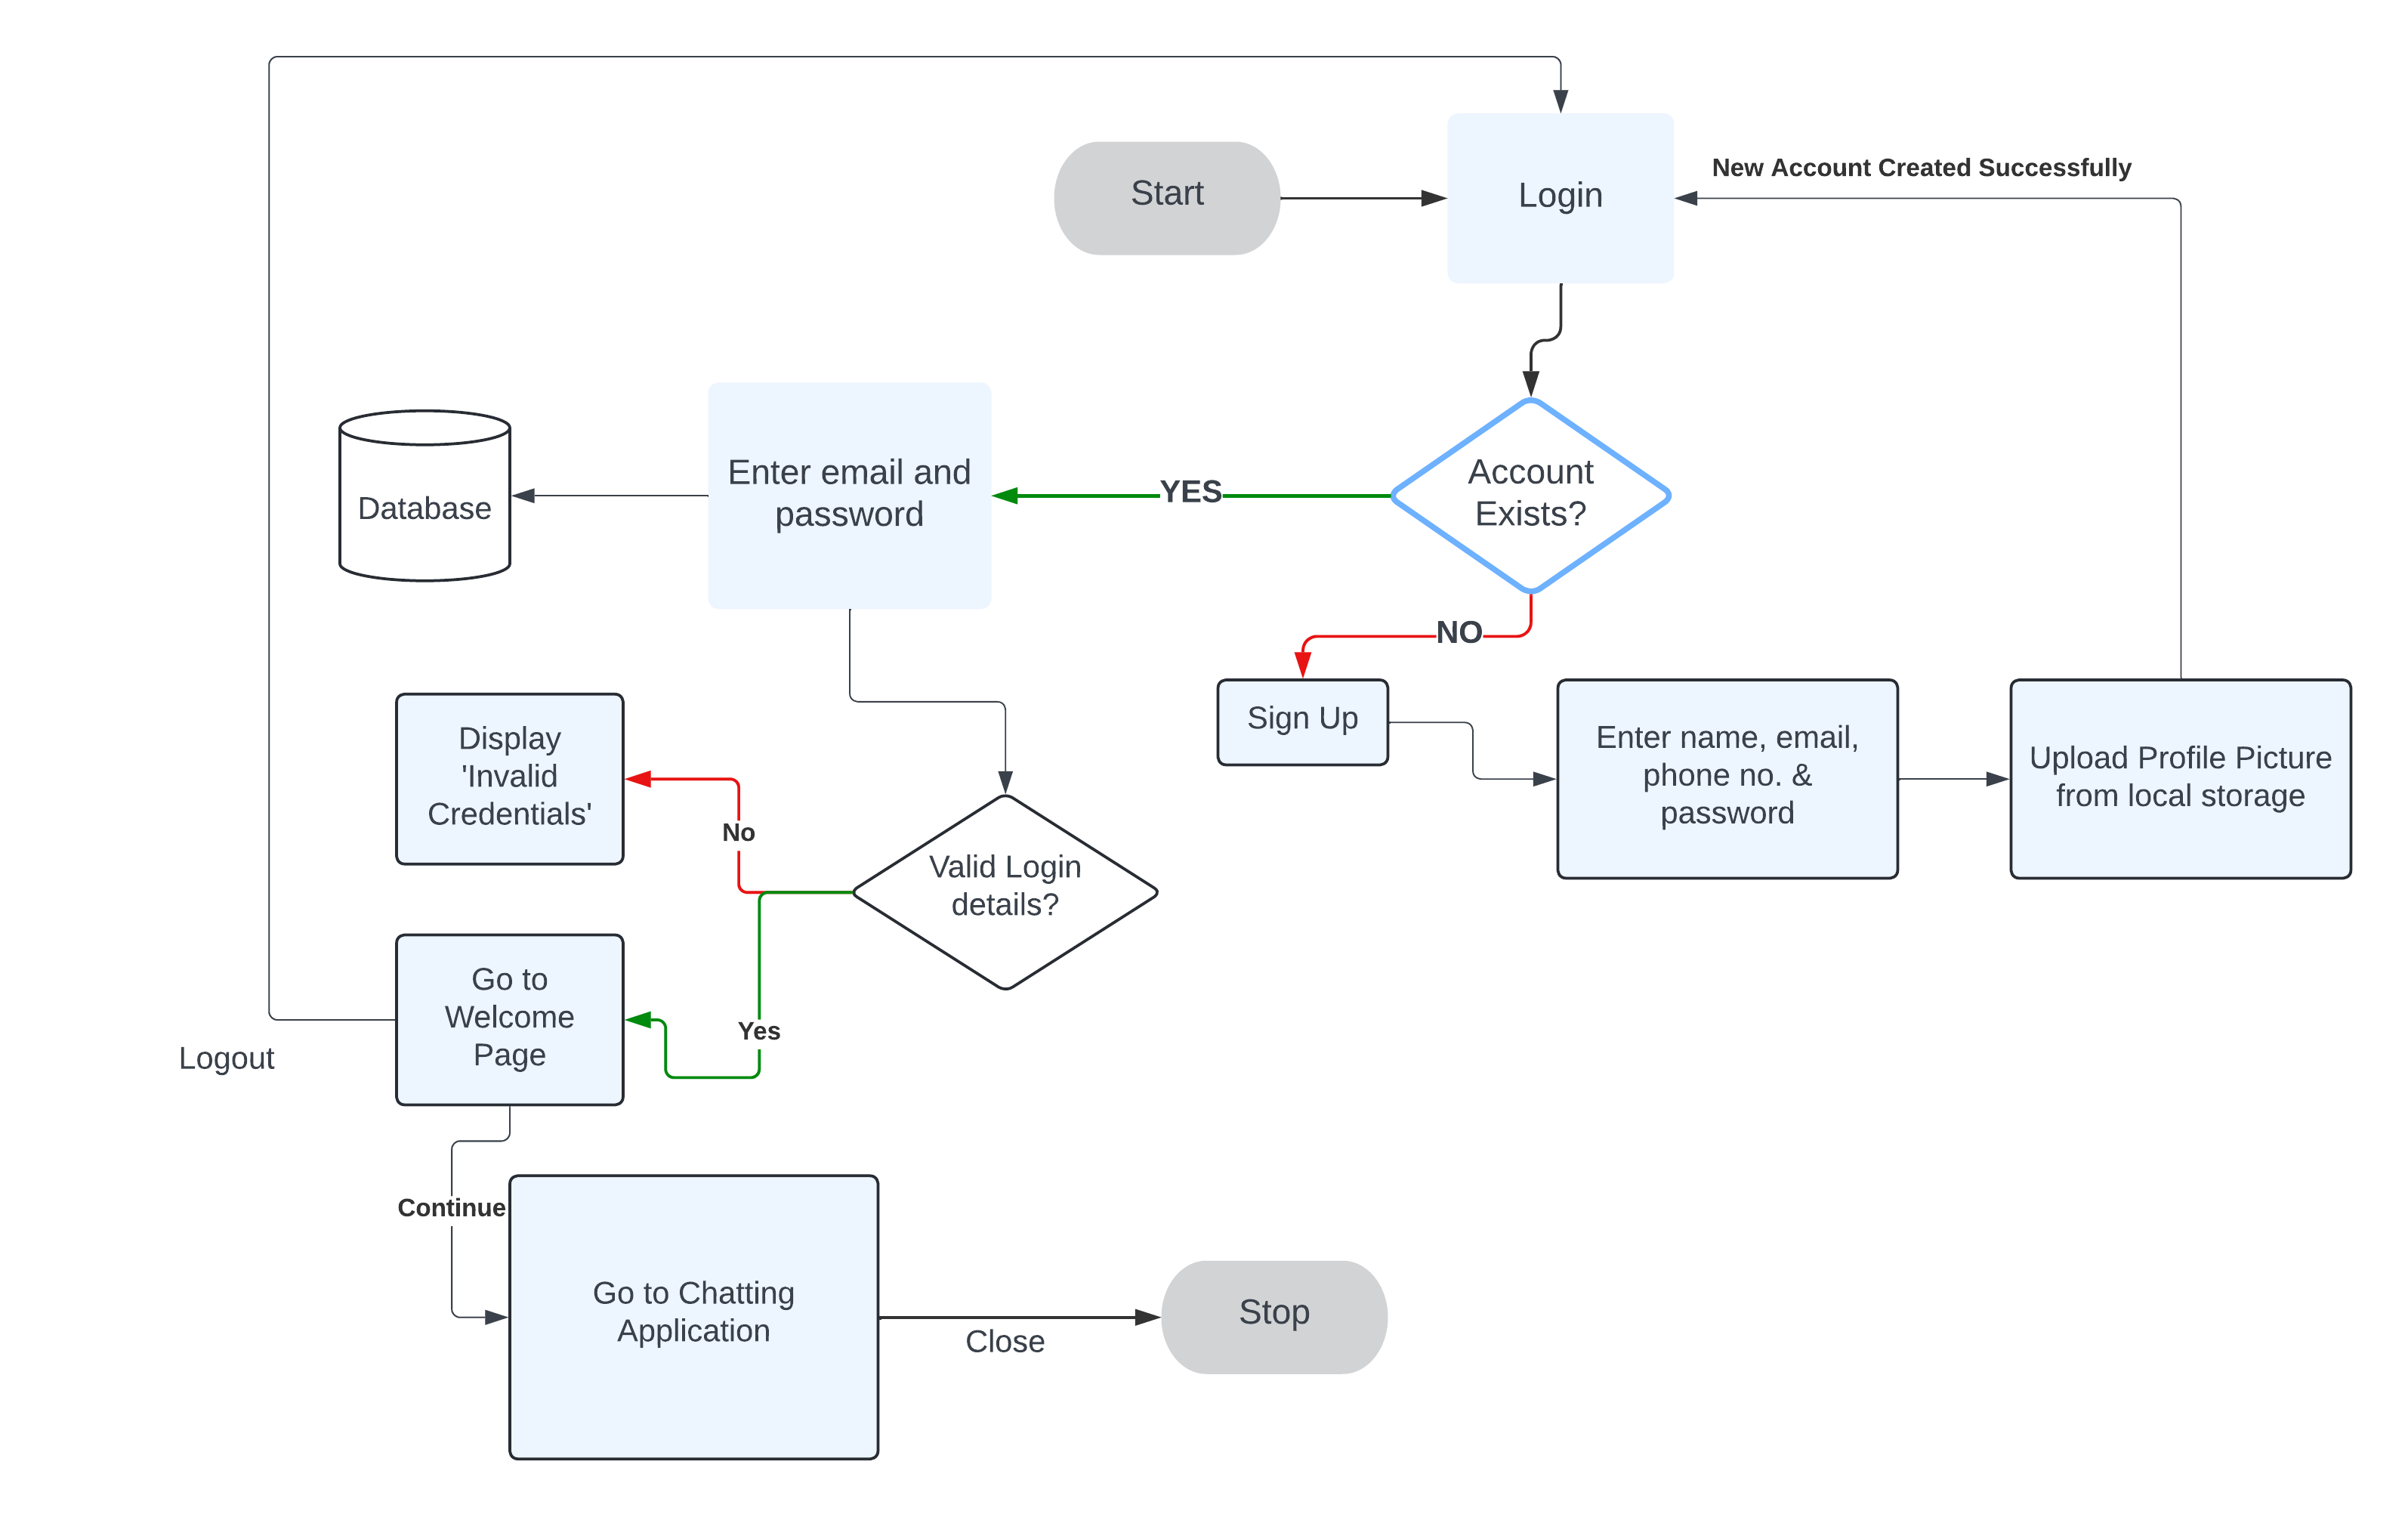 Start
Login
New Account Created Successfully
Database
Enter email and
password
YES
Account
Exists?
NO
Sign Up
Enter name, email,
phone no. &
password
Upload Profile Picture
from local storage
Display
'Invalid
Credentials'
No
Valid Login
details?
Go to
Welcome
Page
Yes
Logout
Continue
Go to Chatting
Application
Close
Stop